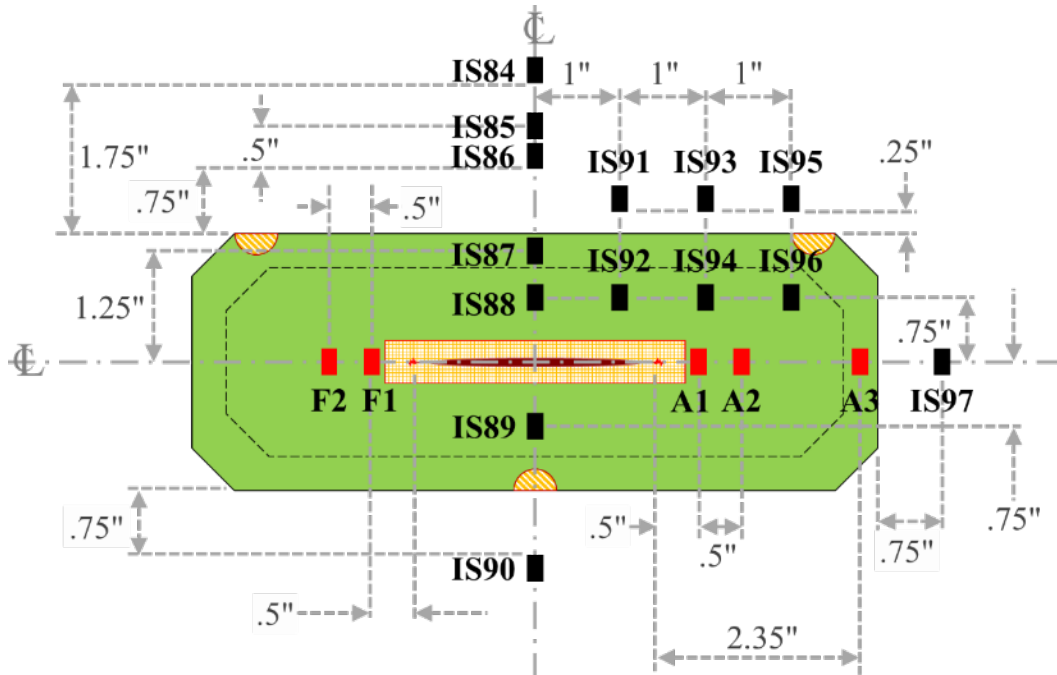 ℄
IS84
1" 1" 1"
IS85
.5"
IS86
1.75"
.75"
IS91 IS93 IS95
.25"
.5"
IS87
IS92 IS94 IS96
1.25"
IS88
.75"
℄
F2 F1 A1 A2 A3 IS97
IS89
.75" .5" .5" .75" .75"
IS90
.5"
2.35"